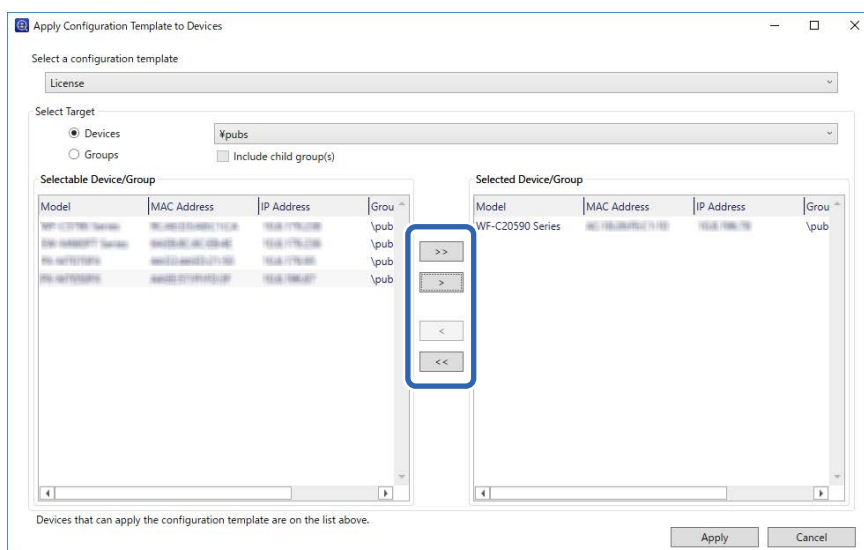 Apply Configuration Template to Devices
Select a configuration template
License
Select Target
Devices
¥pubs
Groups
Include child group(s)
Selectable Device/Group
Selected Device/Group
Model MAC Address IP Address Grou
Model MAC Address IP Address Grou
\pub
WF-C20590 Series \pub
\pub
\pub
\pub
>>
>
<
<<
Devices that can apply the configuration template are on the list above.
Apply Cancel